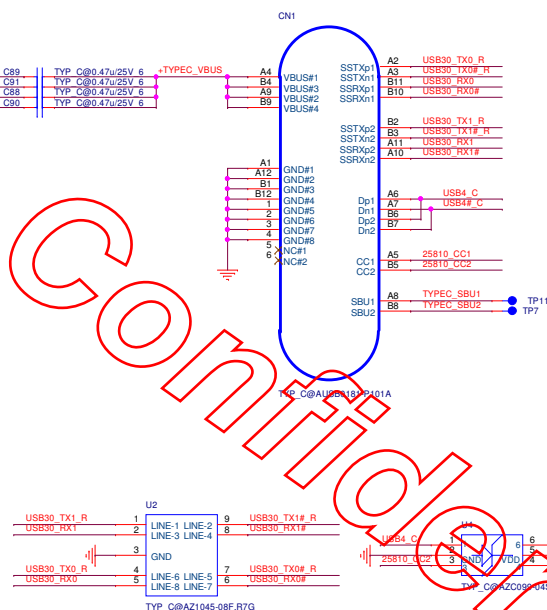 CN1
C89 TYP_C@0.47u/25V_6
C91 TYP_C@0.47u/25V_6
C88 TYP_C@0.47u/25V_6
C90 TYP_C@0.47u/25V_6
+TYPEC_VBUS
A4 VBUS#1
B4 VBUS#3
A9 VBUS#2
B9 VBUS#4
SSTXp1 A2 USB30_TX0_R
SSTXn1 A3 USB30_TX0#_R
SSRXp1 B11 USB30_RX0
SSRXn1 B10 USB30_RX0#
SSTXp2 B2 USB30_TX1_R
SSTXn2 B3 USB30_TX1#_R
SSRXp2 A11 USB30_RX1
SSRXn2 A10 USB30_RX1#
A1 GND#1
A12 GND#2
B1 GND#3
B12 GND#4
1 GND#5
2 GND#6
3 GND#7
4 GND#8
5 NC#1
6 NC#2
Dp1 A6 USB4_C
Dn1 A7 USB4#_C
Dp2 B6
Dn2 B7
CC1 A5 25810_CC1
CC2 B5 25810_CC2
SBU1 A8 TYPEC_SBU1 TP11
SBU2 B8 TYPEC_SBU2 TP7
Confide
U2
USB30_TX1_R 1 LINE-1 LINE-2 9 USB30_TX1#_R
USB30_RX1 2 LINE-3 LINE-4 8 USB30_RX1#
3 GND
USB30_TX0_R 4 LINE-6 LINE-5 7 USB30_TX0#_R
USB30_RX0 5 LINE-8 LINE-7 6 USB30_RX0#
TYP_C@AZ1045-08F.R7G
U4
USB4_C 1 6
2 GND VDD 5
25810_CC2 3 4